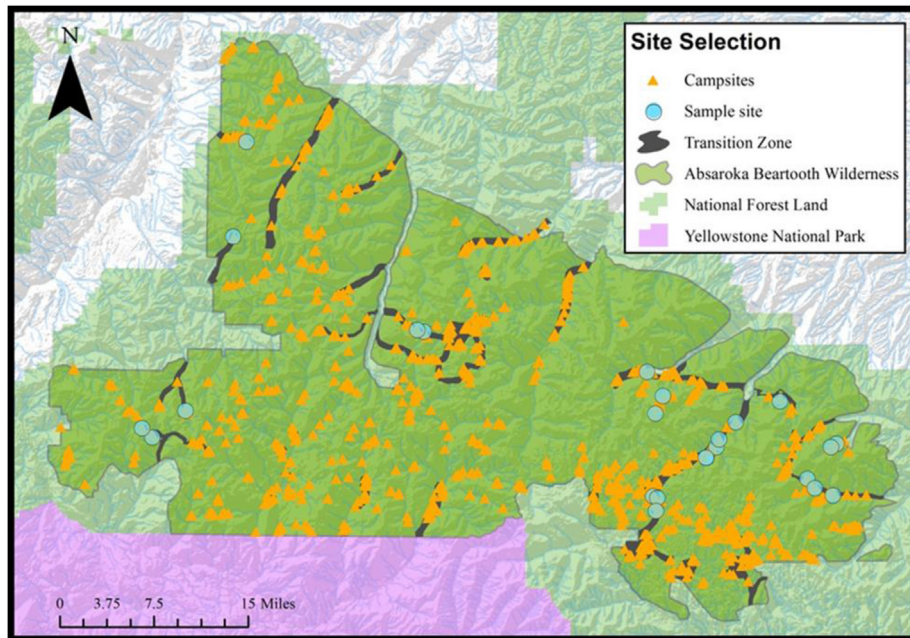 N
Site Selection
Campsites
Sample site
Transition Zone
Absaroka Beartooth Wilderness
National Forest Land
Yellowstone National Park
0 3.75 7.5 15 Miles